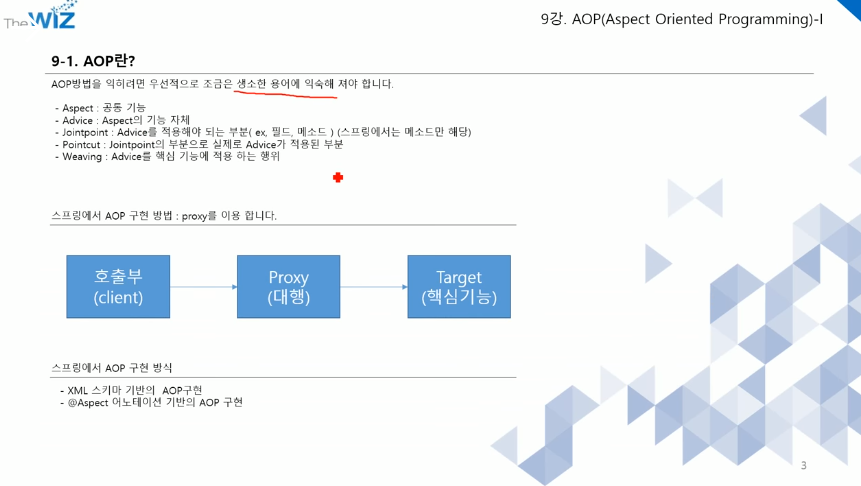 The WIZ
9강. AOP(Aspect Oriented Programming)-I
9-1. AOP란?
AOP방법을 익히려면 우선적으로 조금은 생소한 용어에 익숙해 져야 합니다.
- Aspect : 공통 기능
- Advice : Aspect의 기능 자체
- Jointpoint : Advice를 적용해야 되는 부분( ex, 필드, 메소드 ) (스프링에서는 메소드만 해당)
- Pointcut : Jointpoint의 부분으로 실제로 Advice가 적용된 부분
- Weaving : Advice를 핵심 기능에 적용 하는 행위
스프링에서 AOP 구현 방법 : proxy를 이용 합니다.
호출부
(client)
Proxy
(대행)
Target
(핵심기능)
스프링에서 AOP 구현 방식
- XML 스키마 기반의 AOP구현
- @Aspect 어노테이션 기반의 AOP 구현
3